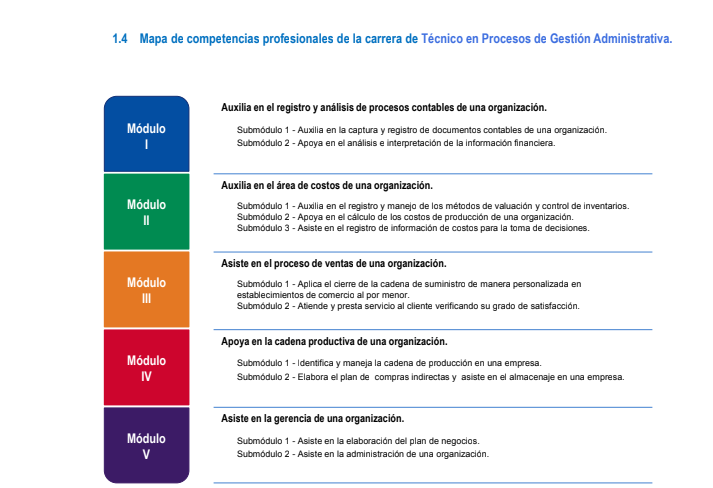 1.4 Mapa de competencias profesionales de la carrera de Técnico en Procesos de Gestión Administrativa.
Módulo
I
Auxilia en el registro y análisis de procesos contables de una organización.
Submódulo 1 - Auxilia en la captura y registro de documentos contables de una organización.
Submódulo 2 - Apoya en el análisis e interpretación de la información financiera.
Módulo
II
Auxilia en el área de costos de una organización.
Submódulo 1 - Auxilia en el registro y manejo de los métodos de valuación y control de inventarios.
Submódulo 2 - Apoya en el cálculo de los costos de producción de una organización.
Submódulo 3 - Asiste en el registro de información de costos para la toma de decisiones.
Módulo
III
Asiste en el proceso de ventas de una organización.
Submódulo 1 - Aplica el cierre de la cadena de suministro de manera personalizada en
establecimientos de comercio al por menor.
Submódulo 2 - Atiende y presta servicio al cliente verificando su grado de satisfacción.
Módulo
IV
Apoya en la cadena productiva de una organización.
Submódulo 1 - Identifica y maneja la cadena de producción en una empresa.
Submódulo 2 - Elabora el plan de compras indirectas y asiste en el almacenaje en una empresa.
Módulo
V
Asiste en la gerencia de una organización.
Submódulo 1 - Asiste en la elaboración del plan de negocios.
Submódulo 2 - Asiste en la administración de una organización.